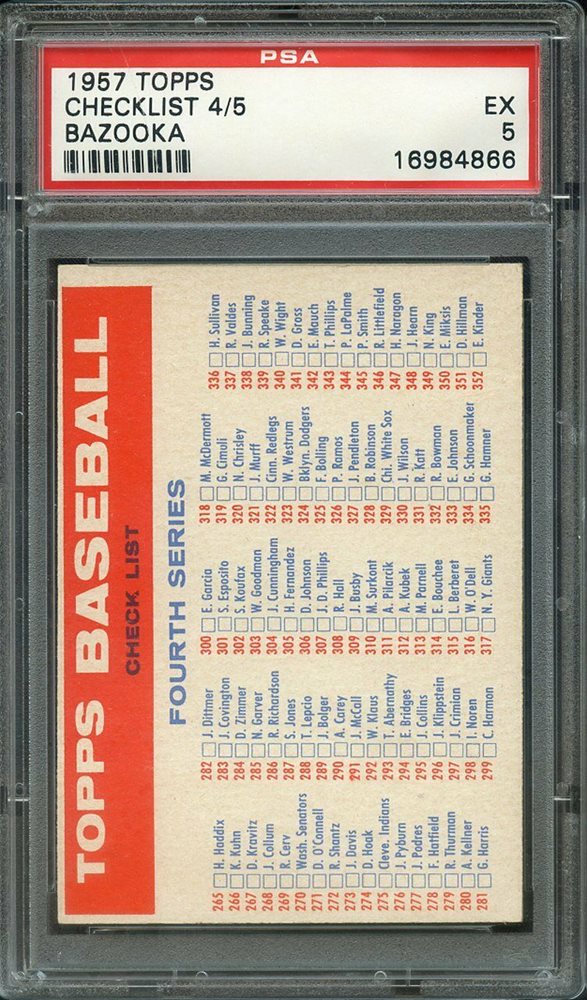 PSA
1957 TOPPS
CHECKLIST 4/5
BAZOOKA
EX
5
16984866
TOPPS BASEBALL
CHECK LIST
FOURTH SERIES
265 H. Haddix
266 K. Kuhn
267 D. Kravitz
268 J. Collum
269 R. Cerv
270 Wash. Senators
271 D. O'Connell
272 R. Shantz
273 J. Davis
274 D. Hoak
275 Cleve. Indians
276 J. Pyburn
277 J. Podres
278 F. Hatfield
279 R. Thurman
280 A. Kellner
281 G. Harris
282 J. Dittmer
283 J. Covington
284 D. Zimmer
285 N. Garver
286 R. Richardson
287 S. Jones
288 T. Lepcio
289 J. Bolger
290 A. Carey
291 J. McCall
292 W. Klaus
293 T. Abernathy
294 E. Bridges
295 J. Collins
296 J. Klippstein
297 J. Crimian
298 I. Noren
299 C. Harmon
300 E. Garcia
301 S. Esposito
302 S. Koufax
303 W. Goodman
304 J. Cunningham
305 H. Fernandez
306 D. Johnson
307 J. D. Phillips
308 R. Hall
309 J. Busby
310 M. Surkont
311 A. Pilarcik
312 A. Kubek
313 M. Parnell
314 E. Bouchee
315 L. Berberet
316 W. O'Dell
317 N. Y. Giants
318 M. McDermott
319 G. Cimuli
320 N. Chrisley
321 J. Murff
322 Cinn. Redlegs
323 W. Westrum
324 Bklyn. Dodgers
325 F. Bolling
326 P. Ramos
327 J. Pendleton
328 B. Robinson
329 Chi. White Sox
330 J. Wilson
331 R. Katt
332 R. Bowman
333 E. Johnson
334 G. Schoonmaker
335 G. Hamner
336 H. Sullivan
337 R. Valdes
338 J. Bunning
339 R. Speake
340 W. Wight
341 D. Gross
342 E. Mauch
343 T. Phillips
344 P. LaPalme
345 P. Smith
346 R. Littlefield
347 H. Naragon
348 J. Hearn
349 N. King
350 E. Miksis
351 D. Hillman
352 E. Kinder